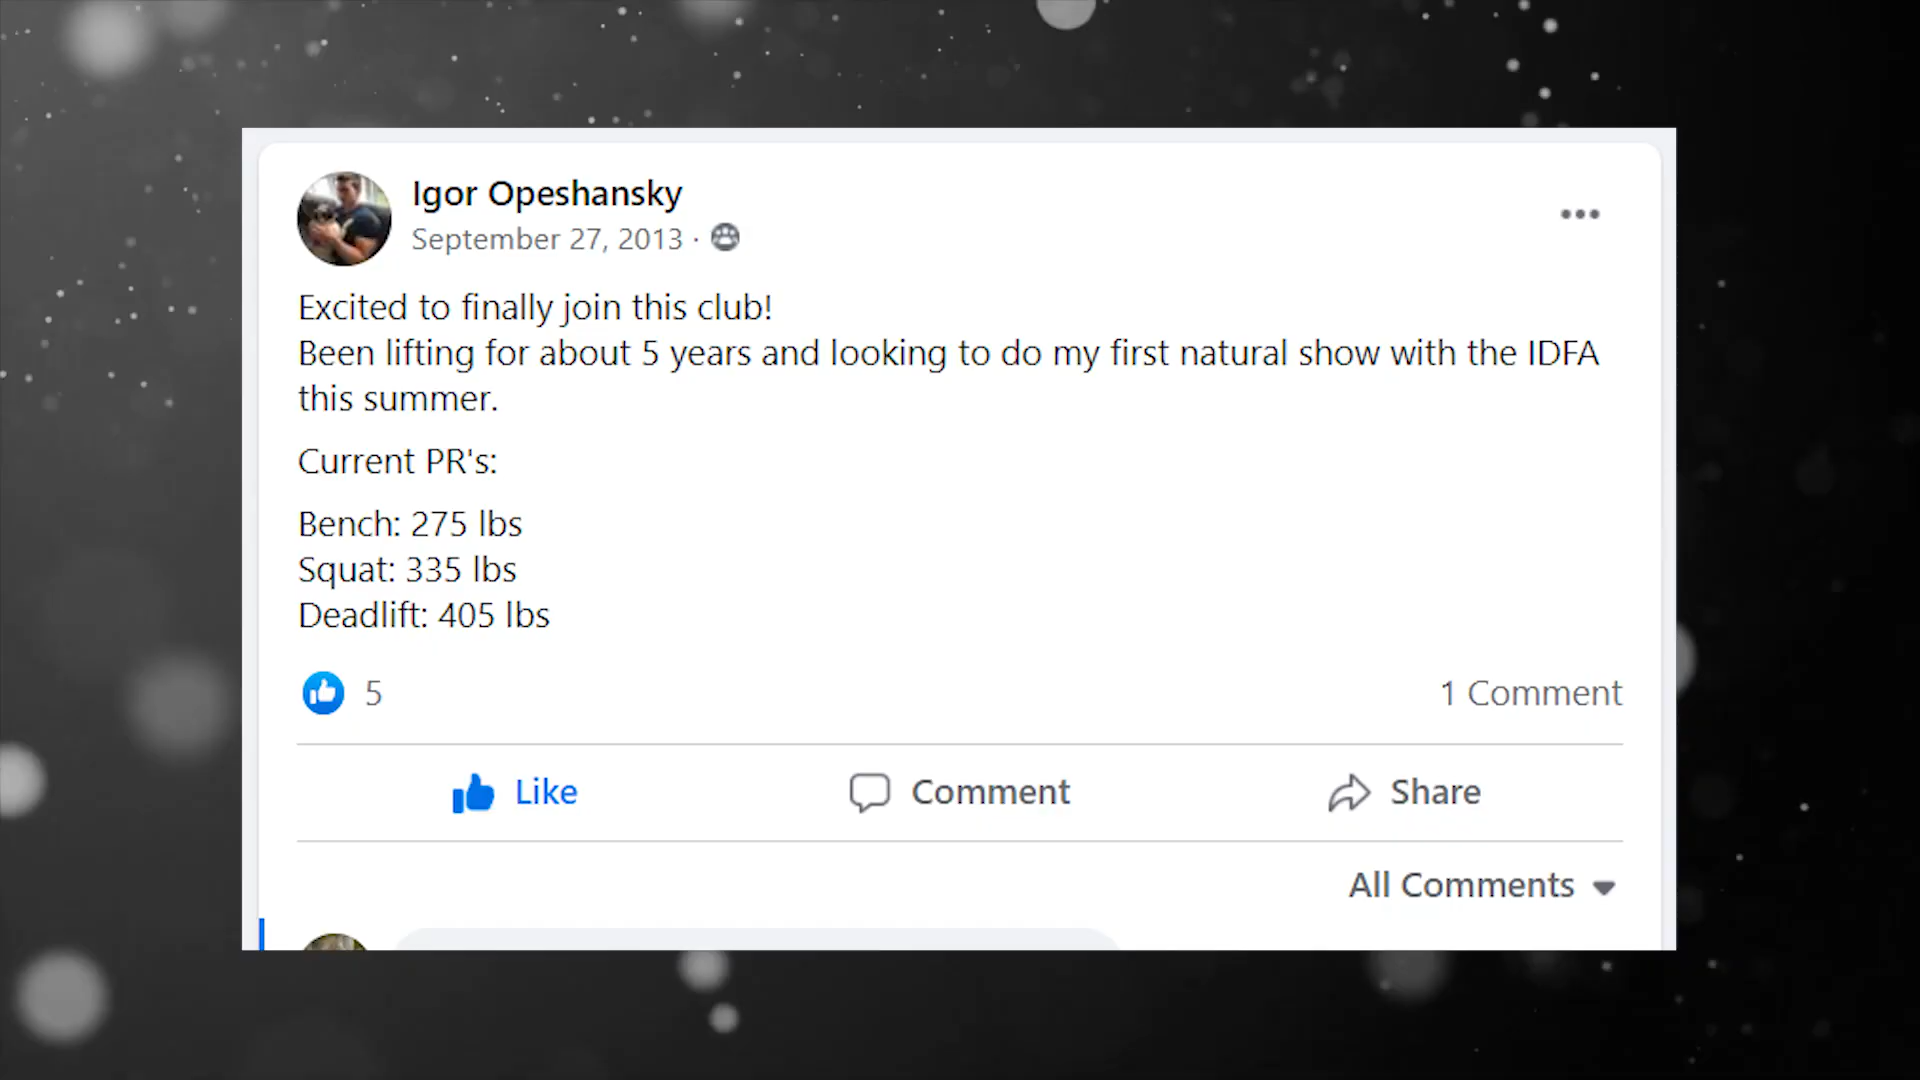 Igor Opeshansky
September 27, 2013 ·
Excited to finally join this club!
Been lifting for about 5 years and looking to do my first natural show with the IDFA
this summer.
Current PR's:
Bench: 275 lbs
Squat: 335 lbs
Deadlift: 405 lbs
5
1 Comment
Like
Comment
Share
All Comments